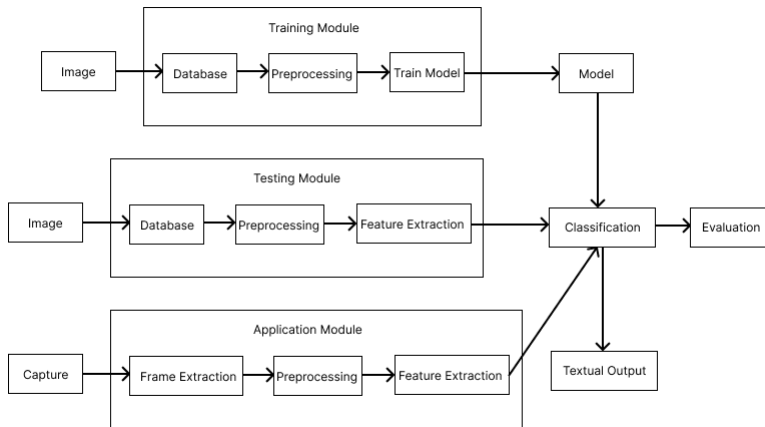 Training Module
Image
Database
Preprocessing
Train Model
Model
Testing Module
Image
Database
Preprocessing
Feature Extraction
Classification
Evaluation
Application Module
Capture
Frame Extraction
Preprocessing
Feature Extraction
Textual Output